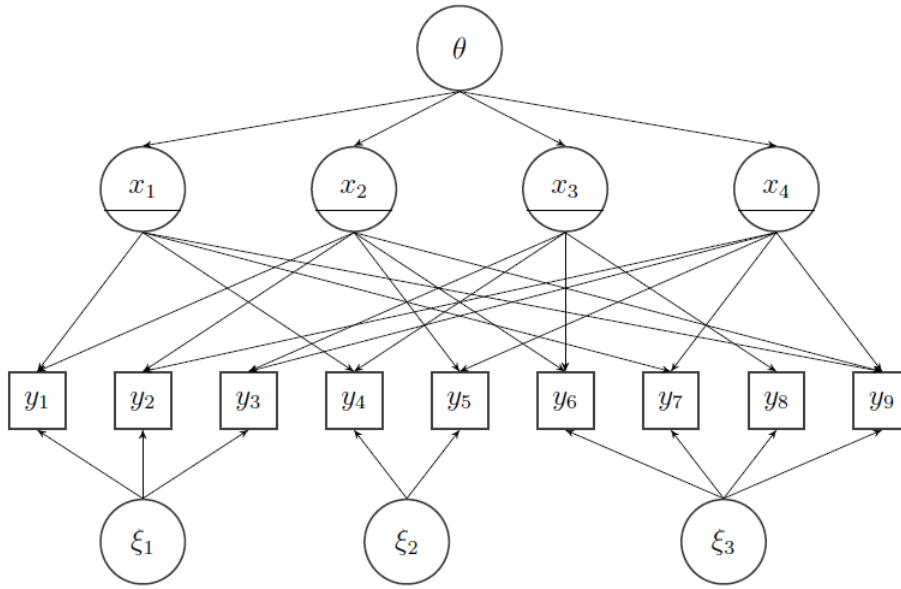 θ
x₁ x₂ x₃ x₄
y₁ y₂ y₃ y₄ y₅ y₆ y₇ y₈ y₉
ξ₁ ξ₂ ξ₃